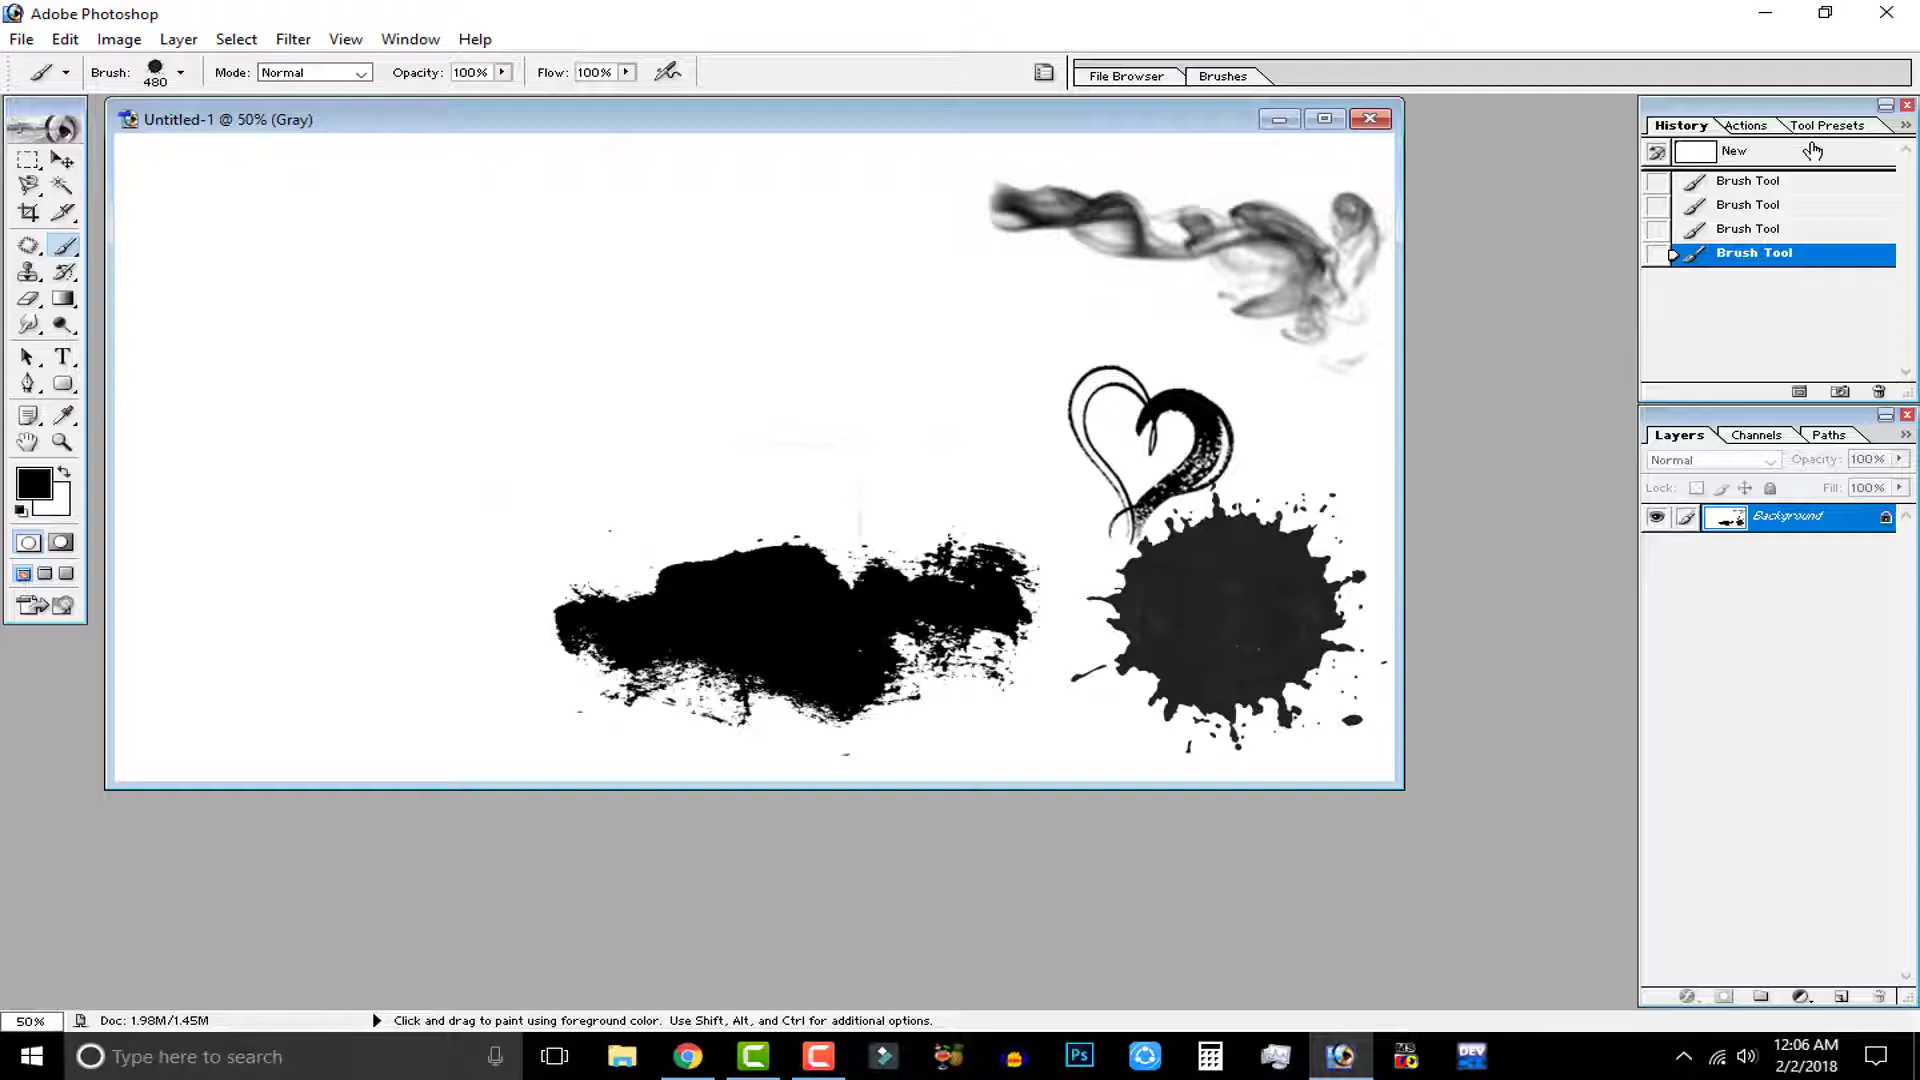 Adobe Photoshop
File Edit Image Layer Select Filter View Window Help
Brush: 480 Mode: Normal Opacity: 100% Flow: 100% File Browser Brushes
Untitled-1 @ 50% (Gray)
History Actions Tool Presets
New
Brush Tool
Brush Tool
Brush Tool
Brush Tool
Layers Channels Paths
Normal Opacity: 100%
Lock: Fill: 100%
Background
50% Doc: 1.98M/1.45M Click and drag to paint using foreground color. Use Shift, Alt, and Ctrl for additional options.
Type here to search
Ps
MS
DEV
12:06 AM
2/2/2018